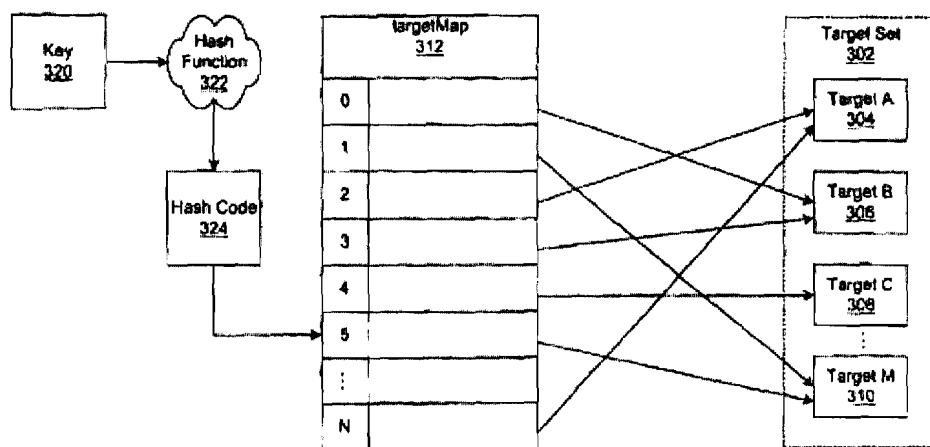 Key
320
Hash
Function
322
Hash Code
324
targetMap
312
0
1
2
3
4
5
N
Target Set
302
Target A
304
Target B
306
Target C
308
Target M
310